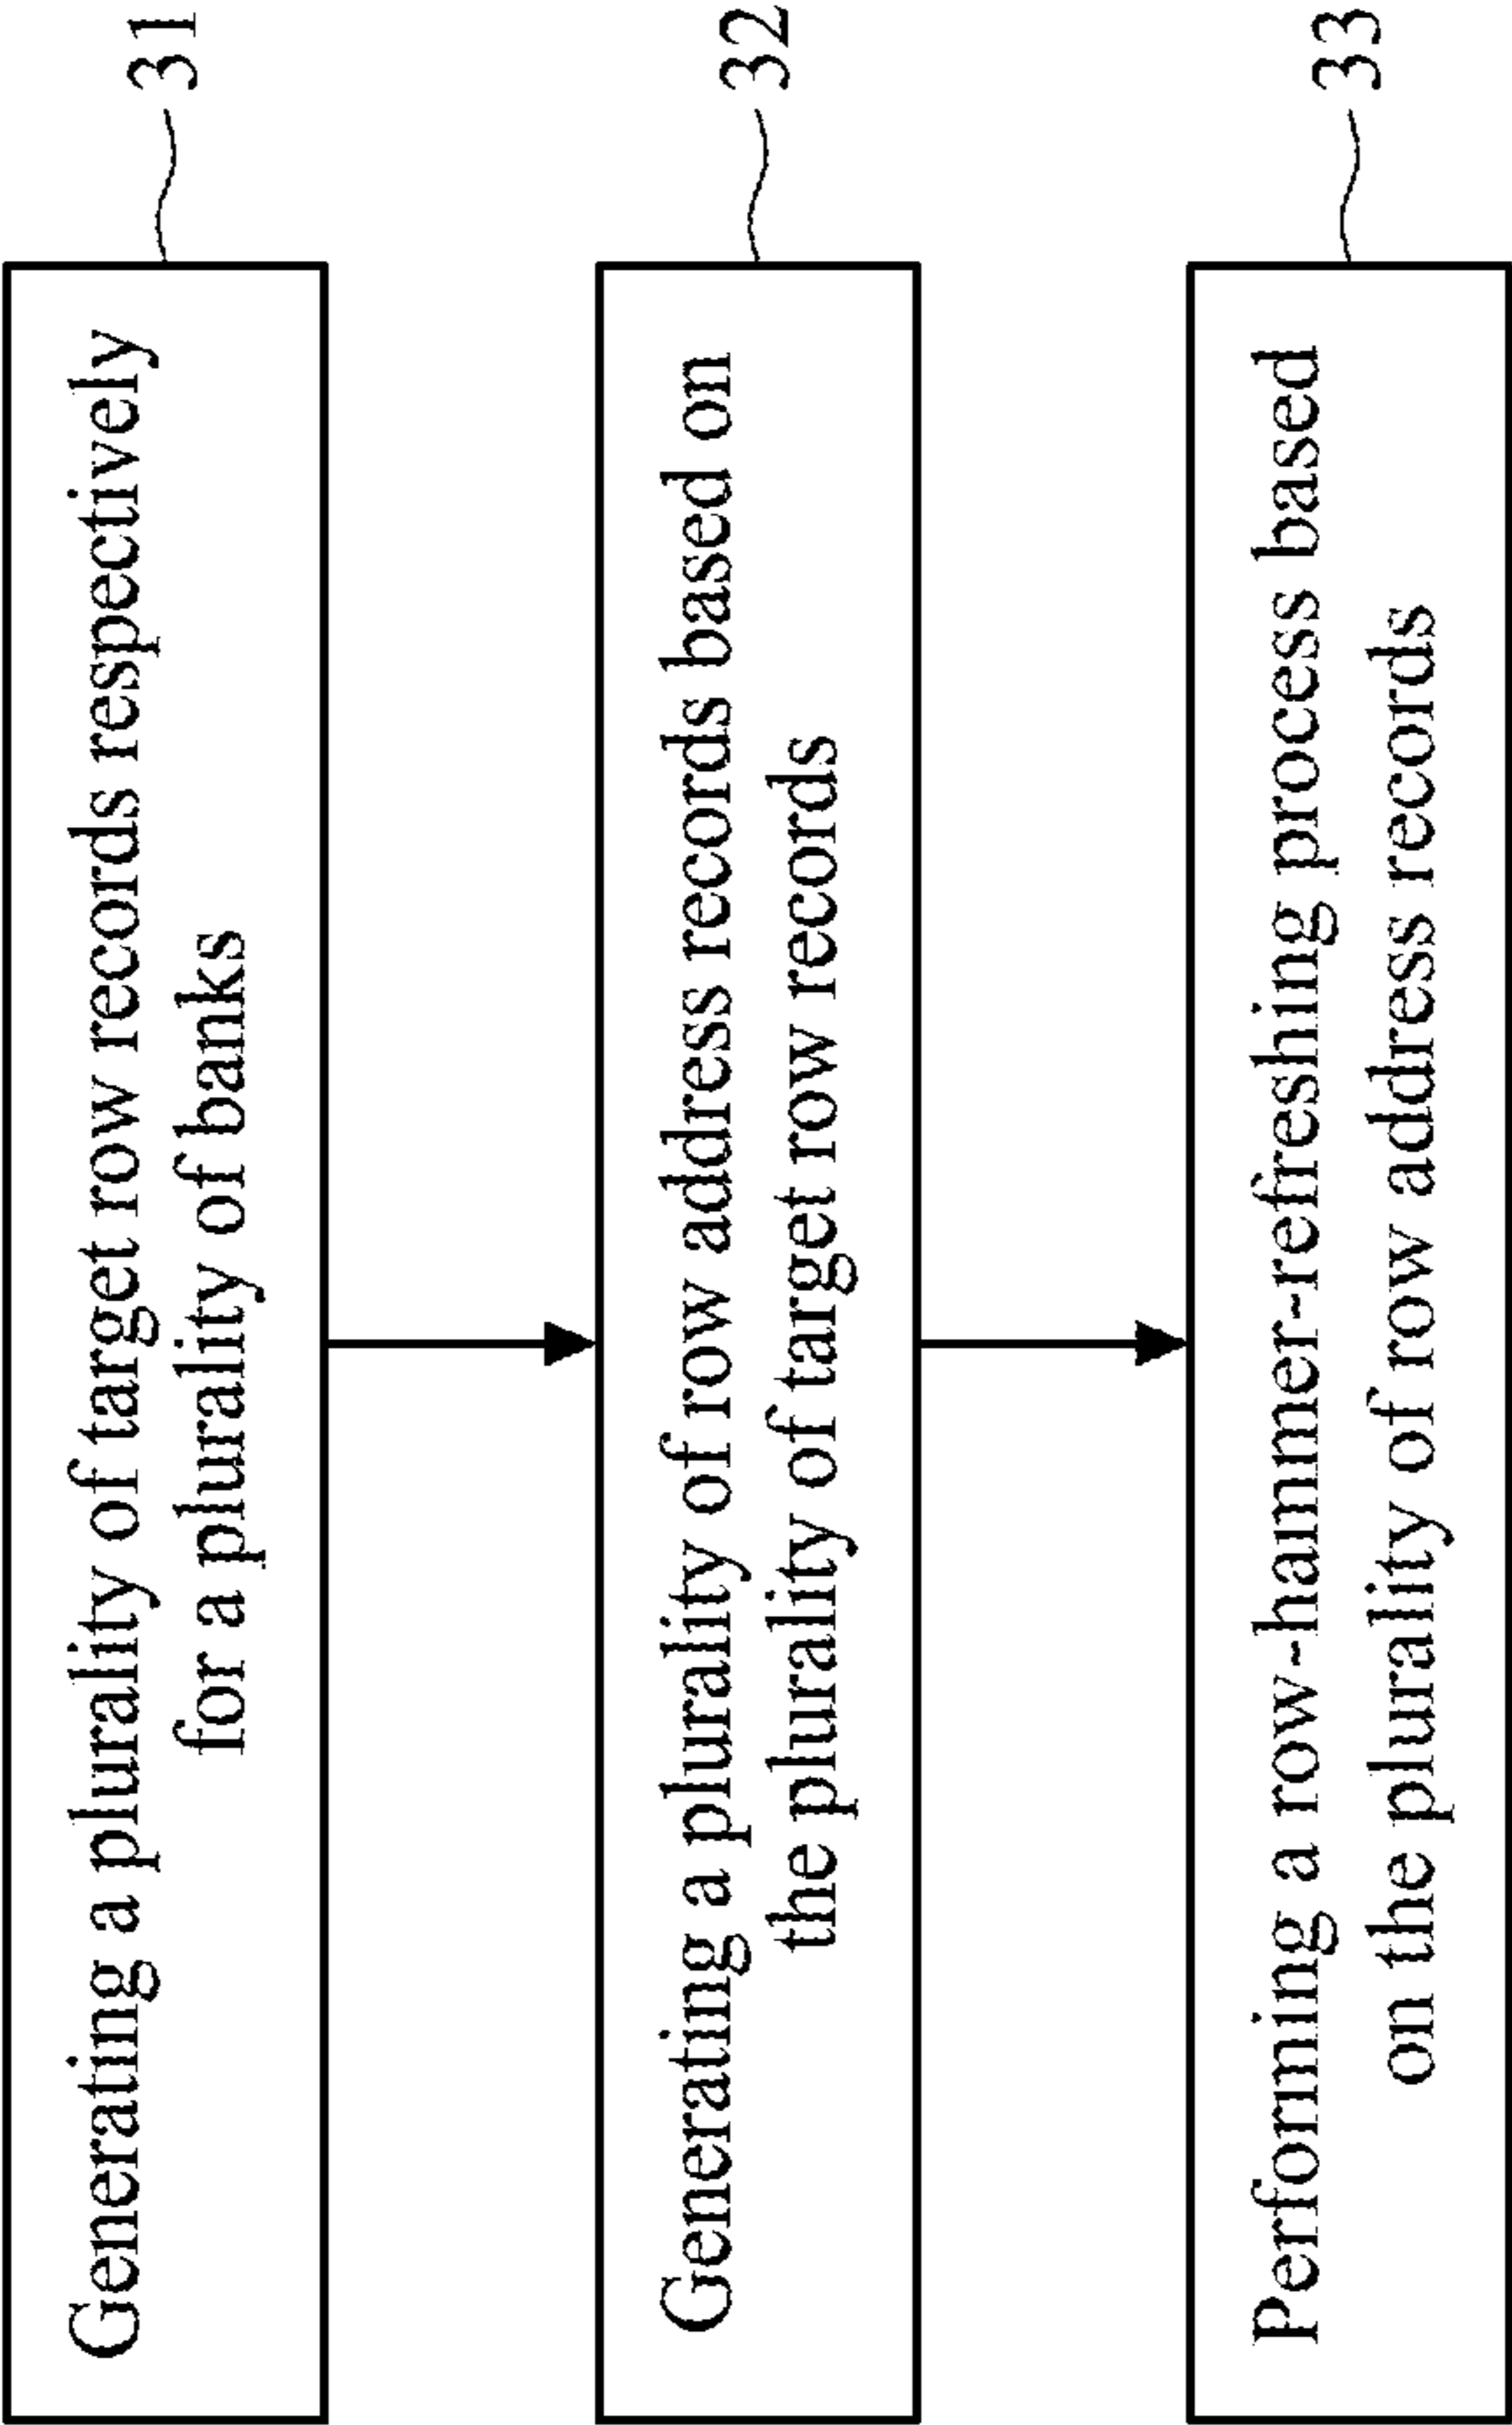 Generating a plurality of target row records respectively
for a plurality of banks
31
Generating a plurality of row address records based on
the plurality of target row records
32
Performing a row-hammer-refreshing process based
on the plurality of row address records
33